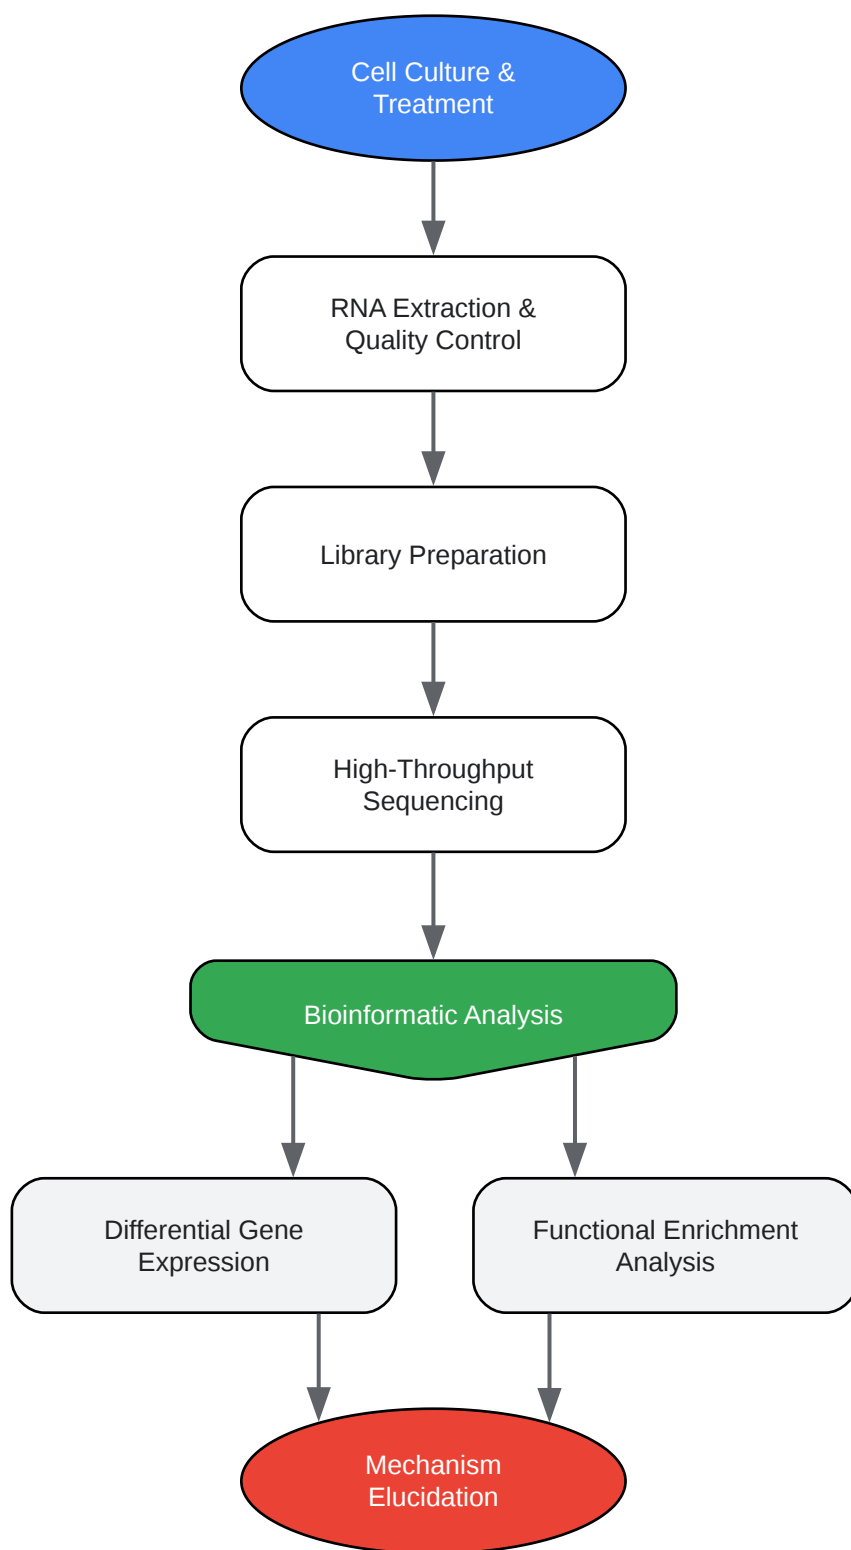 Cell Culture &
Treatment
RNA Extraction &
Quality Control
Library Preparation
High-Throughput
Sequencing
Bioinformatic Analysis
Differential Gene
Expression
Functional Enrichment
Analysis
Mechanism
Elucidation